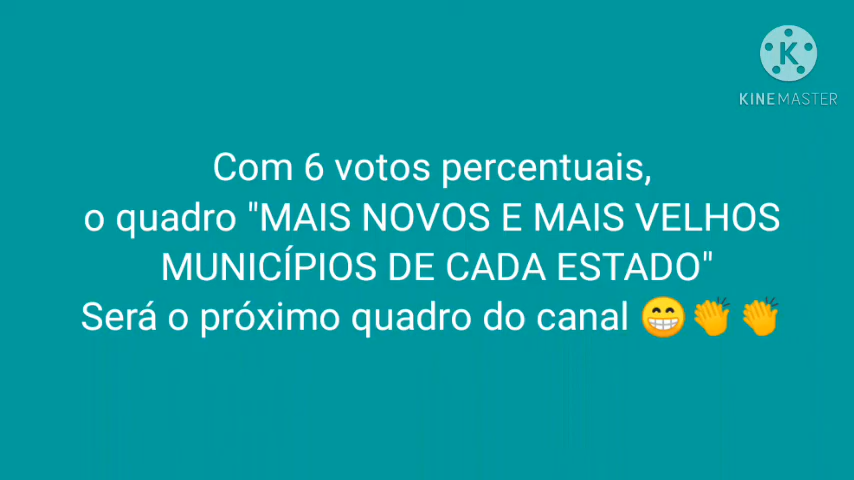 K
KINEMASTER
Com 6 votos percentuais,
o quadro "MAIS NOVOS E MAIS VELHOS
MUNICÍPIOS DE CADA ESTADO"
Será o próximo quadro do canal 😁👏👏